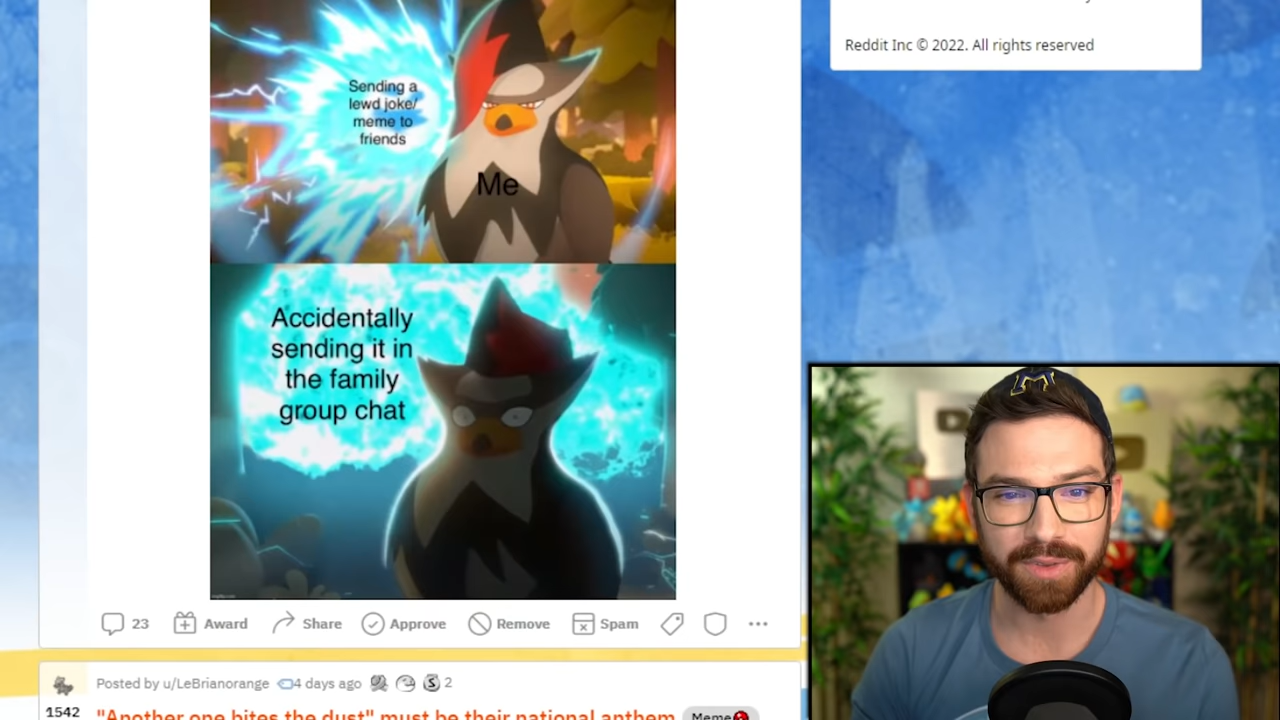 Reddit Inc © 2022. All rights reserved
Sending a
lewd joke/
meme to
friends
Me
Accidentally
sending it in
the family
group chat
23
Award
Share
Approve
Remove
Spam
Posted by u/LeBrianorange
4 days ago
2
1542
"Another one bites the dust" must be their national anthem
Meme